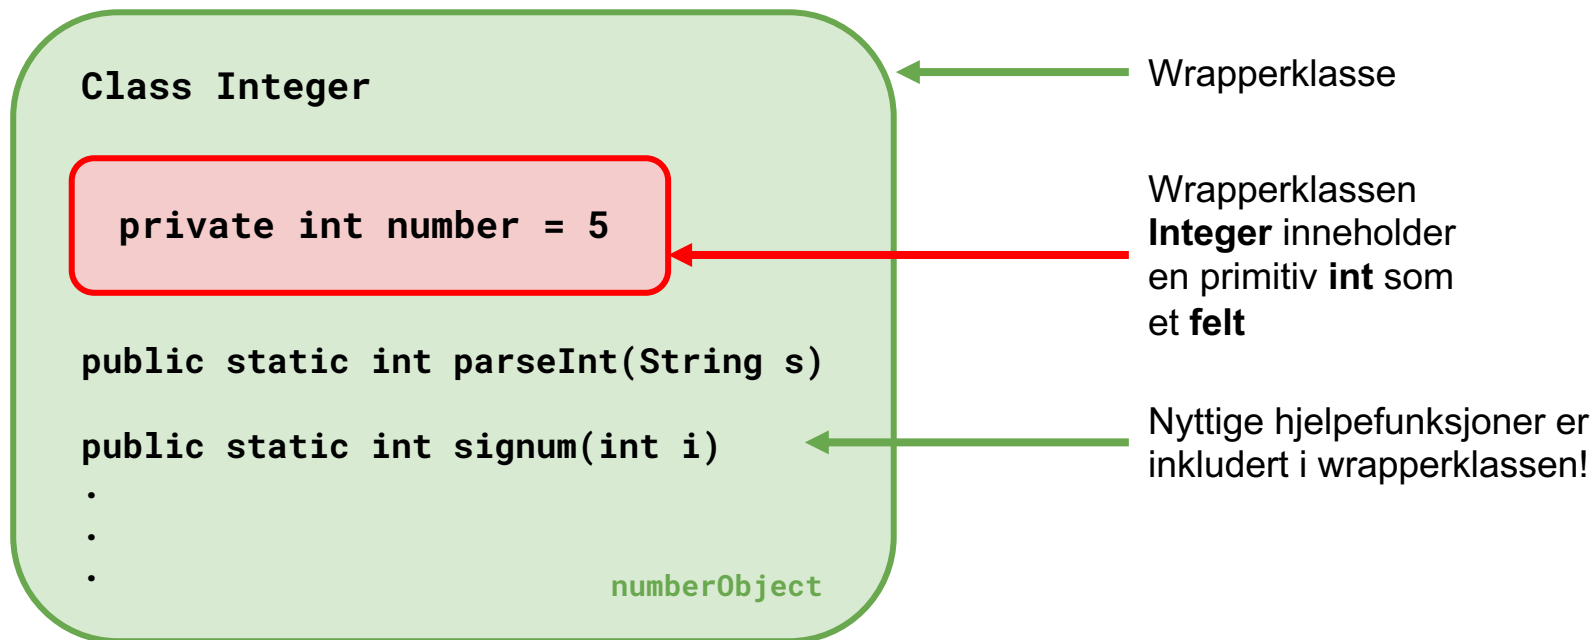 Class Integer
Wrapperklasse
private int number = 5
Wrapperklassen
Integer inneholder
en primitiv int som
et felt
public static int parseInt(String s)
public static int signum(int i)
.
.
.
Nyttige hjelpefunksjoner er
inkludert i wrapperklassen!
numberObject